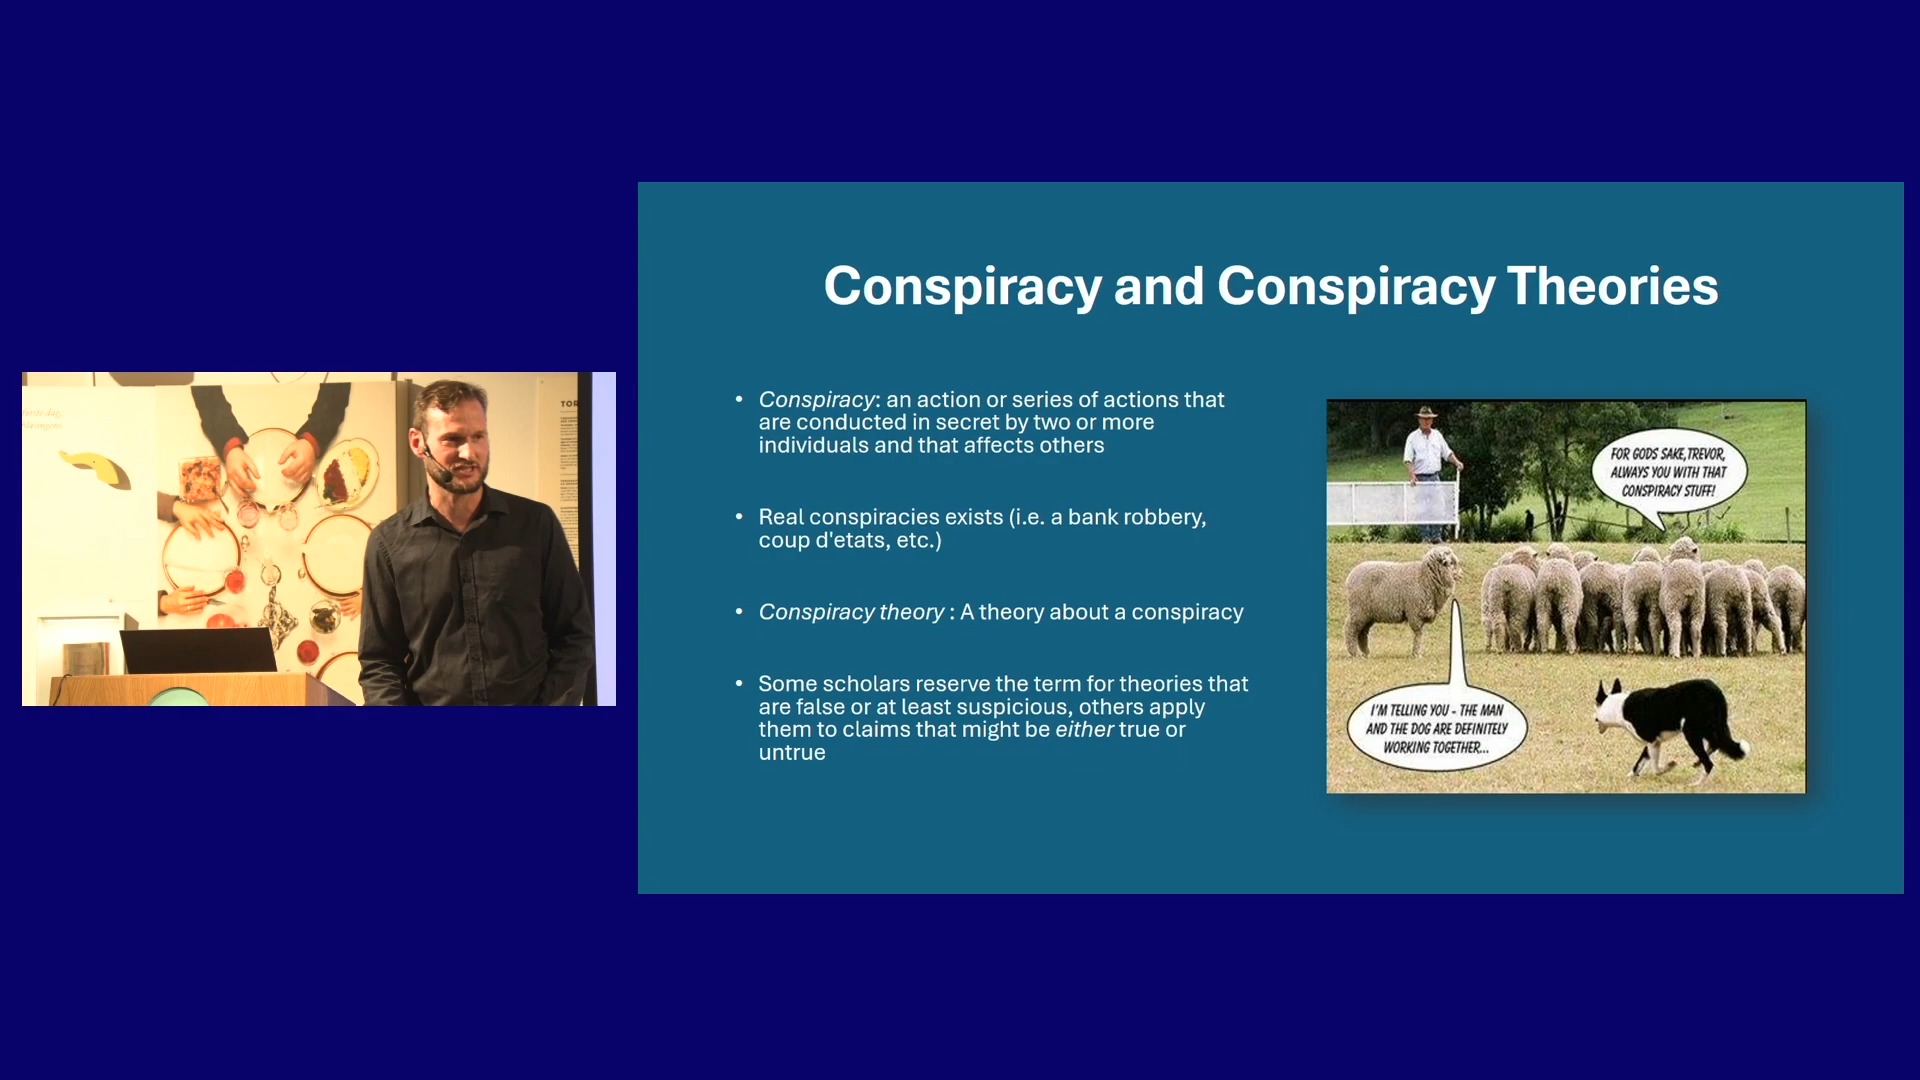 Conspiracy and Conspiracy Theories
• Conspiracy: an action or series of actions that
are conducted in secret by two or more
individuals and that affects others
• Real conspiracies exists (i.e. a bank robbery,
coup d'etats, etc.)
• Conspiracy theory : A theory about a conspiracy
• Some scholars reserve the term for theories that
are false or at least suspicious, others apply
them to claims that might be either true or
untrue
FOR GODS SAKE,TREVOR,
ALWAYS YOU WITH THAT
CONSPIRACY STUFF!
I'M TELLING YOU - THE MAN
AND THE DOG ARE DEFINITELY
WORKING TOGETHER...
TOR